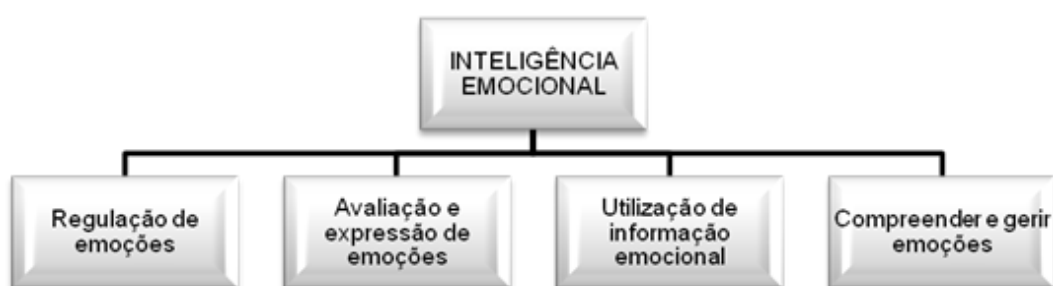 INTELIGÊNCIA
EMOCIONAL
Regulação de
emoções
Avaliação e
expressão de
emoções
Utilização de
informação
emocional
Compreender e gerir
emoções